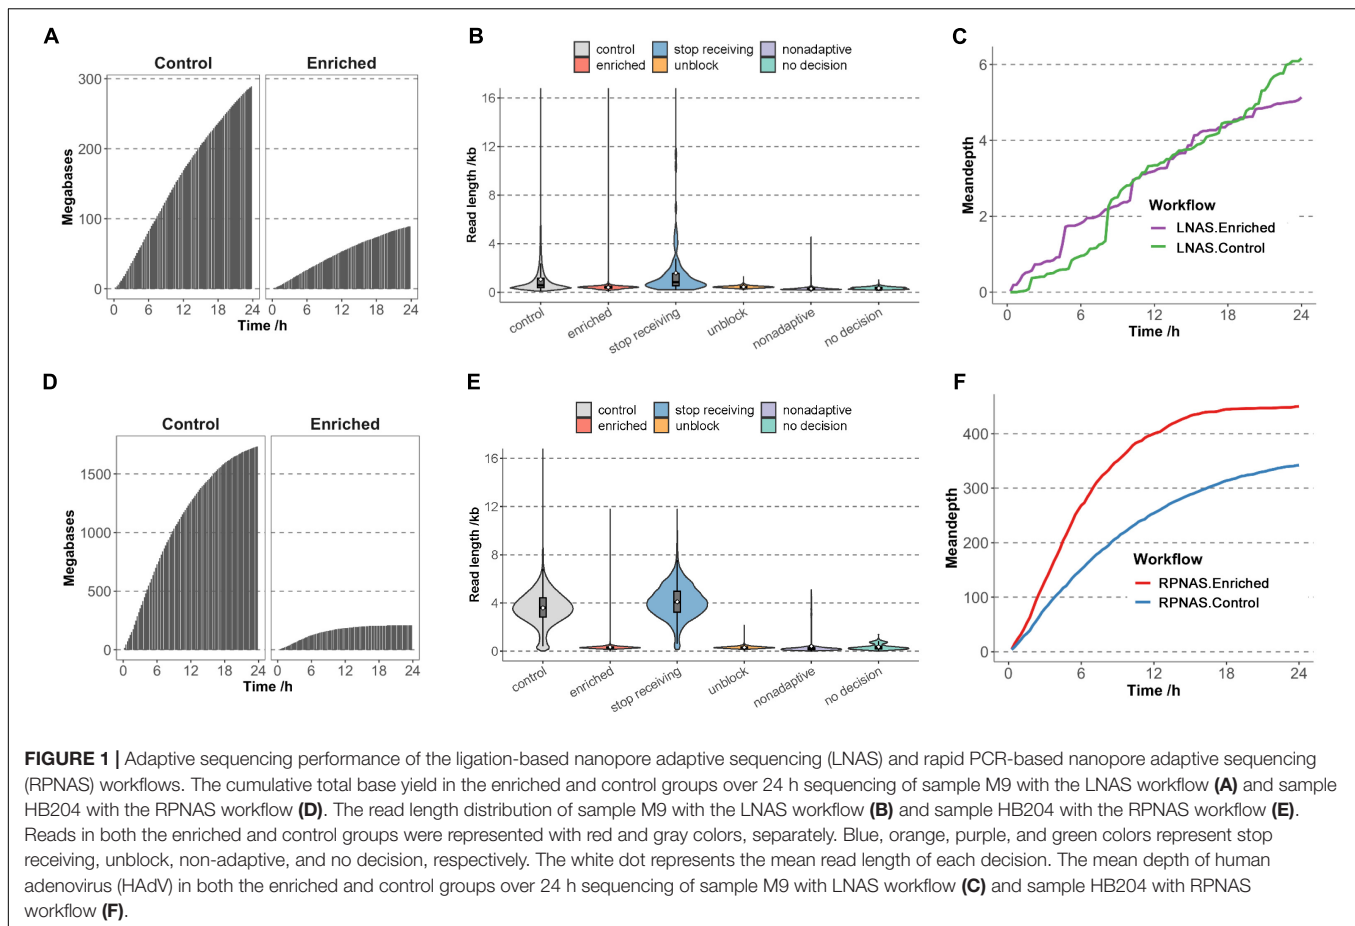 A
Control
Enriched
300
200
100
0
Megabases
0 6 12 18 24 0 6 12 18 24
Time /h
B
control
stop receiving
nonadaptive
enriched
unblock
no decision
16
12
8
4
0
Read length /kb
control
enriched
stop receiving
unblock
nonadaptive
no decision
C
6
4
2
0
Meandepth
Workflow
LNAS.Enriched
LNAS.Control
0 6 12 18 24
Time /h
D
Control
Enriched
1500
1000
500
0
Megabases
0 6 12 18 24 0 6 12 18 24
Time /h
E
control
stop receiving
nonadaptive
enriched
unblock
no decision
16
12
8
4
0
Read length /kb
control
enriched
stop receiving
unblock
nonadaptive
no decision
F
400
300
200
100
0
Meandepth
Workflow
RPNAS.Enriched
RPNAS.Control
0 6 12 18 24
Time /h
FIGURE 1 | Adaptive sequencing performance of the ligation-based nanopore adaptive sequencing (LNAS) and rapid PCR-based nanopore adaptive sequencing
(RPNAS) workflows. The cumulative total base yield in the enriched and control groups over 24 h sequencing of sample M9 with the LNAS workflow (A) and sample
HB204 with the RPNAS workflow (D). The read length distribution of sample M9 with the LNAS workflow (B) and sample HB204 with the RPNAS workflow (E).
Reads in both the enriched and control groups were represented with red and gray colors, separately. Blue, orange, purple, and green colors represent stop
receiving, unblock, non-adaptive, and no decision, respectively. The white dot represents the mean read length of each decision. The mean depth of human
adenovirus (HAdV) in both the enriched and control groups over 24 h sequencing of sample M9 with LNAS workflow (C) and sample HB204 with RPNAS
workflow (F).